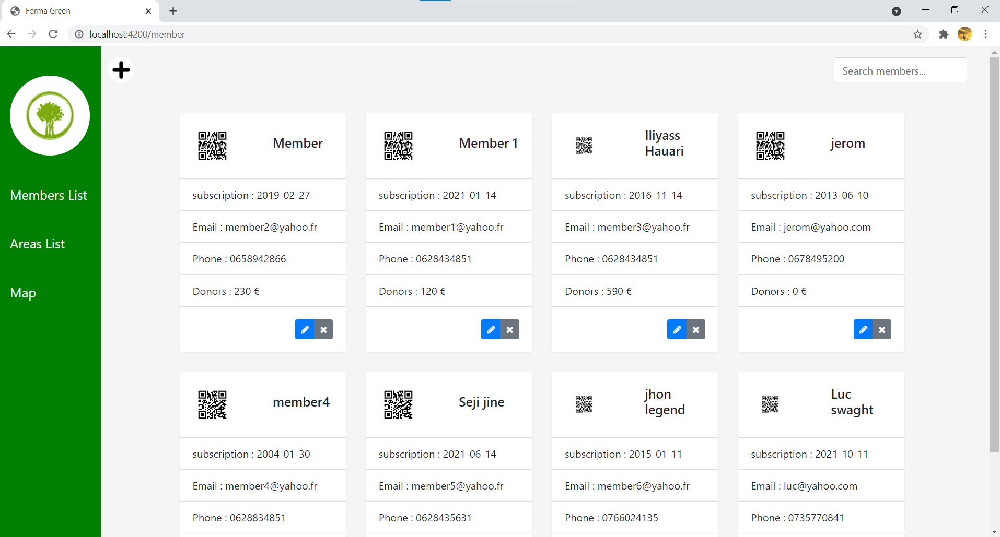 Forma Green
localhost:4200/member
Search members...
Members List
Areas List
Map
Member
subscription : 2019-02-27
Email : member2@yahoo.fr
Phone : 0658942866
Donors : 230 €
Member 1
subscription : 2021-01-14
Email : member1@yahoo.fr
Phone : 0628434851
Donors : 120 €
Iliyass
Hauari
subscription : 2016-11-14
Email : member3@yahoo.fr
Phone : 0628434851
Donors : 590 €
jerom
subscription : 2013-06-10
Email : jerom@yahoo.com
Phone : 0678495200
Donors : 0 €
member4
subscription : 2004-01-30
Email : member4@yahoo.fr
Phone : 0628834851
Seji jine
subscription : 2021-06-14
Email : member5@yahoo.fr
Phone : 0628435631
jhon
legend
subscription : 2015-01-11
Email : member6@yahoo.fr
Phone : 0766024135
Luc
swaght
subscription : 2021-10-11
Email : luc@yahoo.com
Phone : 0735770841